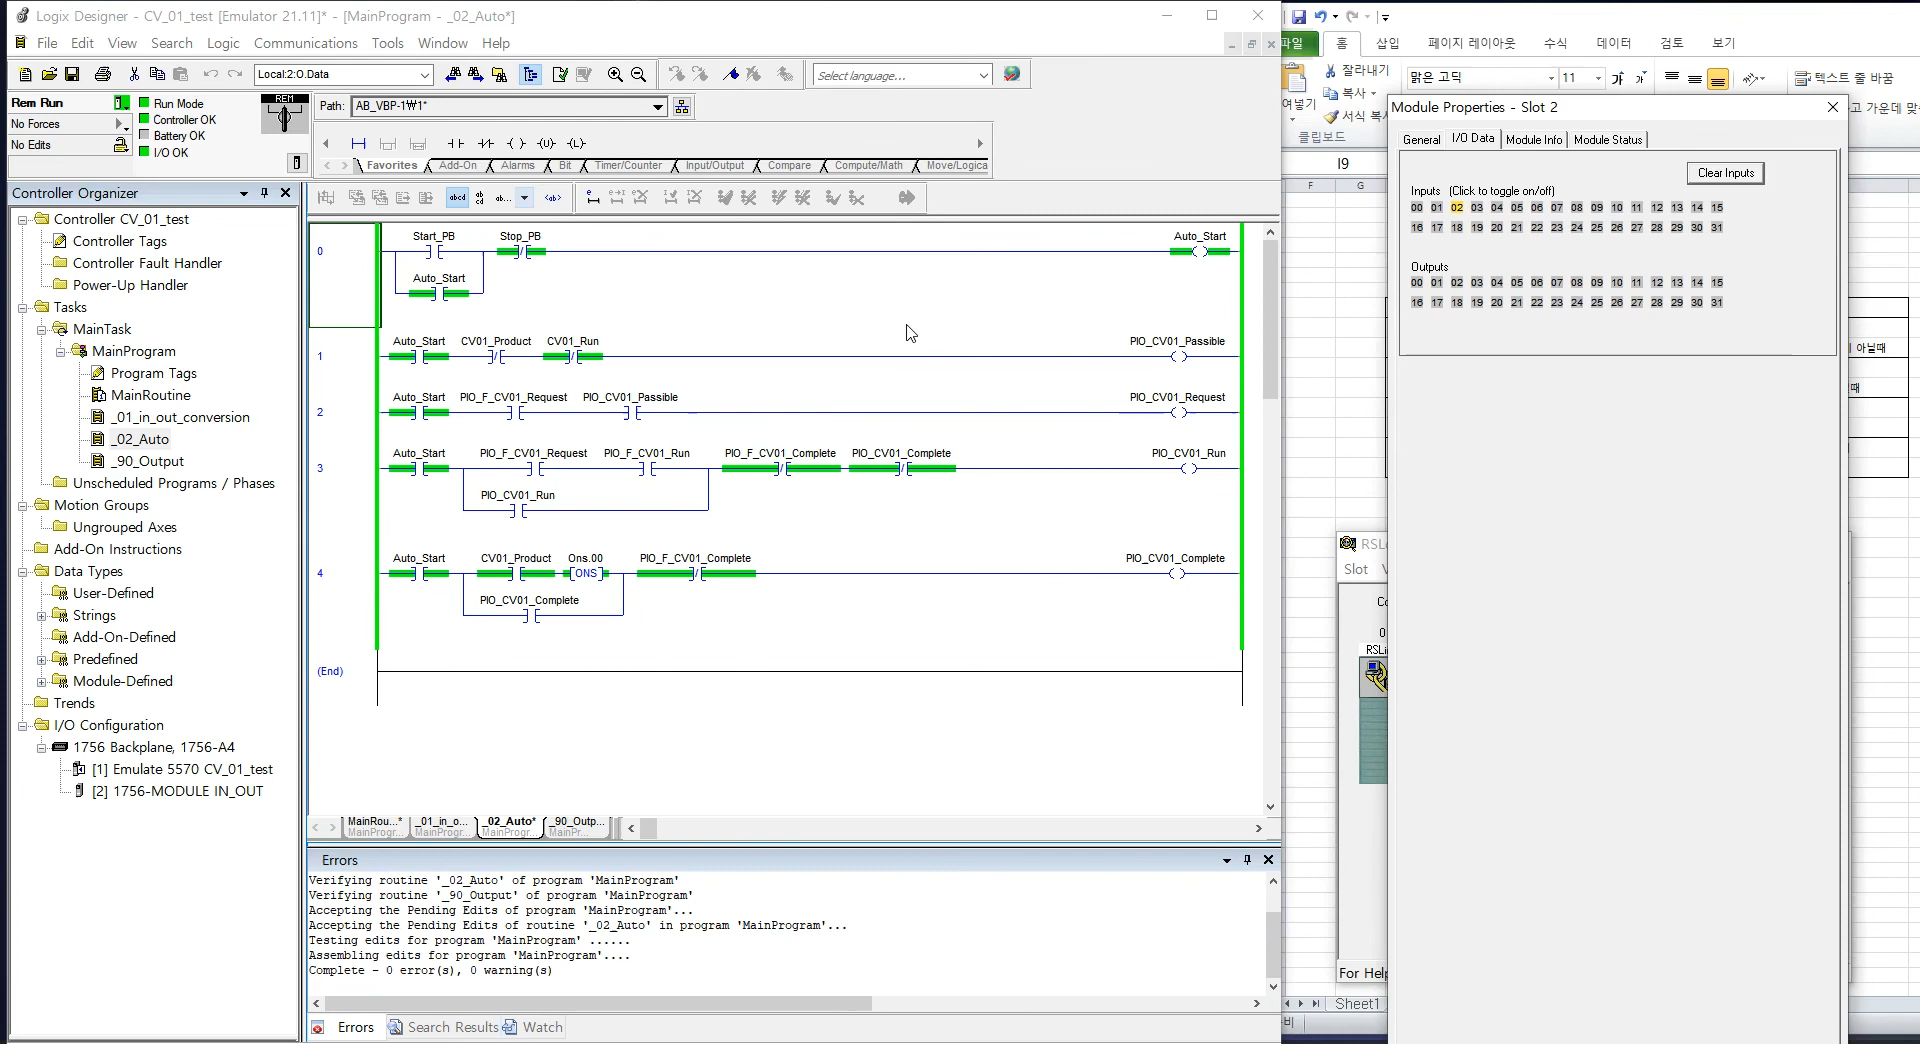 Logix Designer - CV_01_test [Emulator 21.11]* - [MainProgram - _02_Auto*]
File Edit View Search Logic Communications Tools Window Help
Local:2:O.Data
Select language...
Rem Run
No Forces
No Edits
Run Mode
Controller OK
Battery OK
I/O OK
REM
Path: AB_VBP-1₩1*
Favorites Add-On Alarms Bit Timer/Counter Input/Output Compare Compute/Math Move/Logica
Controller Organizer
Controller CV_01_test
Controller Tags
Controller Fault Handler
Power-Up Handler
Tasks
MainTask
MainProgram
Program Tags
MainRoutine
_01_in_out_conversion
_02_Auto
_90_Output
Unscheduled Programs / Phases
Motion Groups
Ungrouped Axes
Add-On Instructions
Data Types
User-Defined
Strings
Add-On-Defined
Predefined
Module-Defined
Trends
I/O Configuration
1756 Backplane, 1756-A4
[1] Emulate 5570 CV_01_test
[2] 1756-MODULE IN_OUT
0
Start_PB Stop_PB Auto_Start
Auto_Start
1
Auto_Start CV01_Product CV01_Run PIO_CV01_Passible
2
Auto_Start PIO_F_CV01_Request PIO_CV01_Passible PIO_CV01_Request
3
Auto_Start PIO_F_CV01_Request PIO_F_CV01_Run PIO_F_CV01_Complete PIO_CV01_Complete PIO_CV01_Run
PIO_CV01_Run
4
Auto_Start CV01_Product Ons.00 PIO_F_CV01_Complete PIO_CV01_Complete
ONS
PIO_CV01_Complete
(End)
MainRou...* _01_in_o... _02_Auto* _90_Outp...
MainProgr... MainProgr... MainProgr... MainPr...
Errors
Verifying routine '_02_Auto' of program 'MainProgram'
Verifying routine '_90_Output' of program 'MainProgram'
Accepting the Pending Edits of program 'MainProgram'...
Accepting the Pending Edits of routine '_02_Auto' in program 'MainProgram'...
Testing edits for program 'MainProgram' ......
Assembling edits for program 'MainProgram'....
Complete - 0 error(s), 0 warning(s)
Errors Search Results Watch
파일 홈 삽입 페이지 레이아웃 수식 데이터 검토 보기
잘라내기
복사
서식 복사
클립보드
맑은 고딕 11
텍스트 줄 바꿈
I9
F G
Module Properties - Slot 2
General I/O Data Module Info Module Status
Clear Inputs
Inputs (Click to toggle on/off)
00 01 02 03 04 05 06 07 08 09 10 11 12 13 14 15
16 17 18 19 20 21 22 23 24 25 26 27 28 29 30 31
Outputs
00 01 02 03 04 05 06 07 08 09 10 11 12 13 14 15
16 17 18 19 20 21 22 23 24 25 26 27 28 29 30 31
아닐때
때
Slot
0
For Help
Sheet1